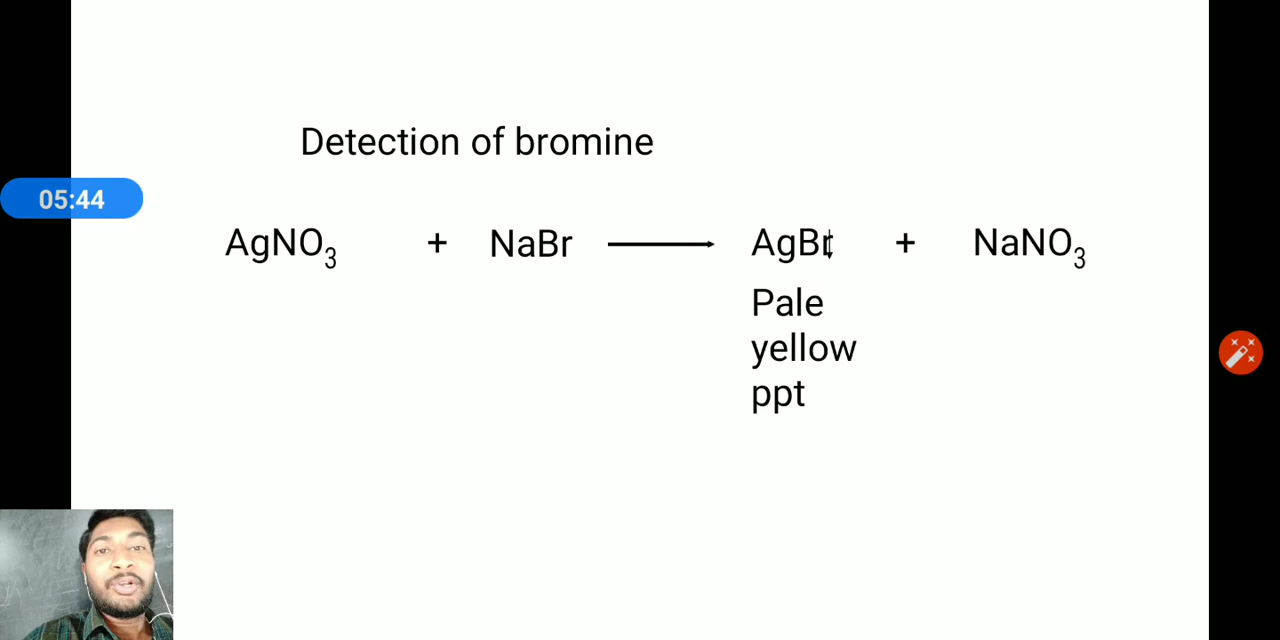 Detection of bromine
05:44
AgNO₃ + NaBr ⟶ AgBr↓ + NaNO₃
Pale
yellow
ppt